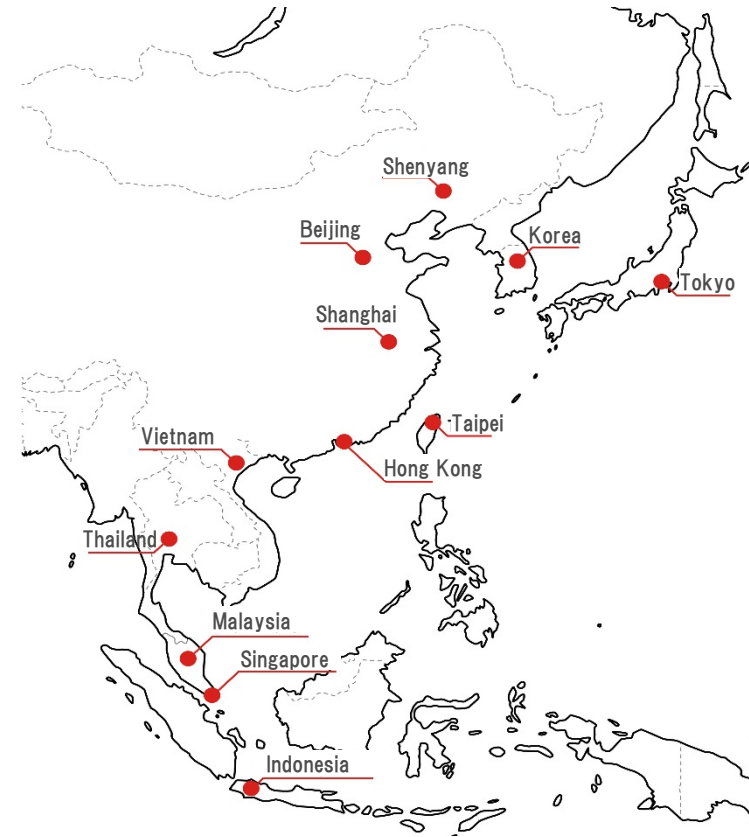 Shenyang
Beijing
Korea
Tokyo
Shanghai
Taipei
Vietnam
Hong Kong
Thailand
Malaysia
Singapore
Indonesia